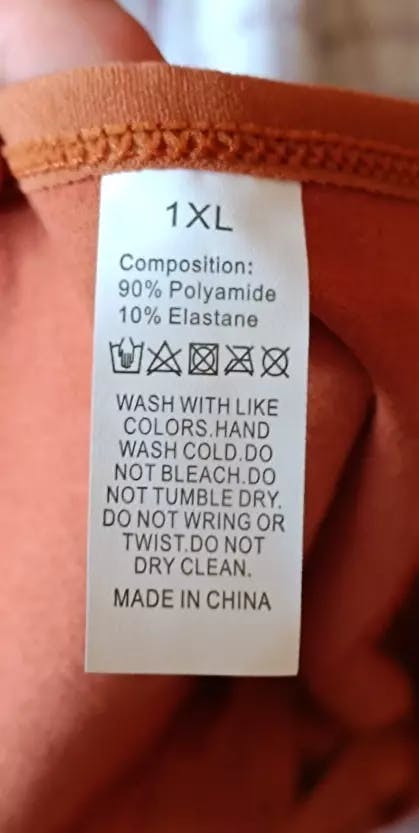 1XL
Composition:
90% Polyamide
10% Elastane
WASH WITH LIKE
COLORS.HAND
WASH COLD.DO
NOT BLEACH.DO
NOT TUMBLE DRY.
DO NOT WRING OR
TWIST.DO NOT
DRY CLEAN.
MADE IN CHINA